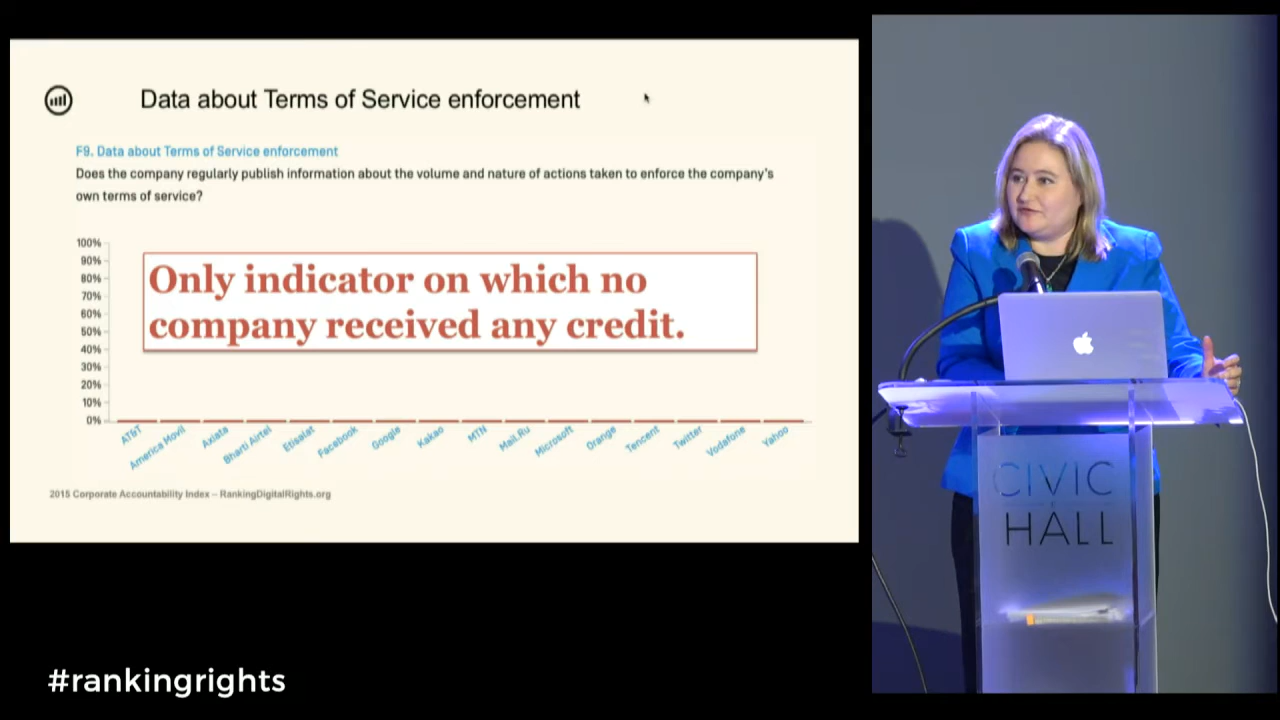 Data about Terms of Service enforcement
F9. Data about Terms of Service enforcement
Does the company regularly publish information about the volume and nature of actions taken to enforce the company's
own terms of service?
100%
90%
80%
70%
60%
50%
40%
30%
20%
10%
0%
Only indicator on which no
company received any credit.
AT&T
America Movil
Axiata
Bharti Airtel
Etisalat
Facebook
Google
Kakao
MTN
Mail.Ru
Microsoft
Orange
Tencent
Twitter
Vodafone
Yahoo
2015 Corporate Accountability Index – RankingDigitalRights.org
CIVIC
HALL
#rankingrights